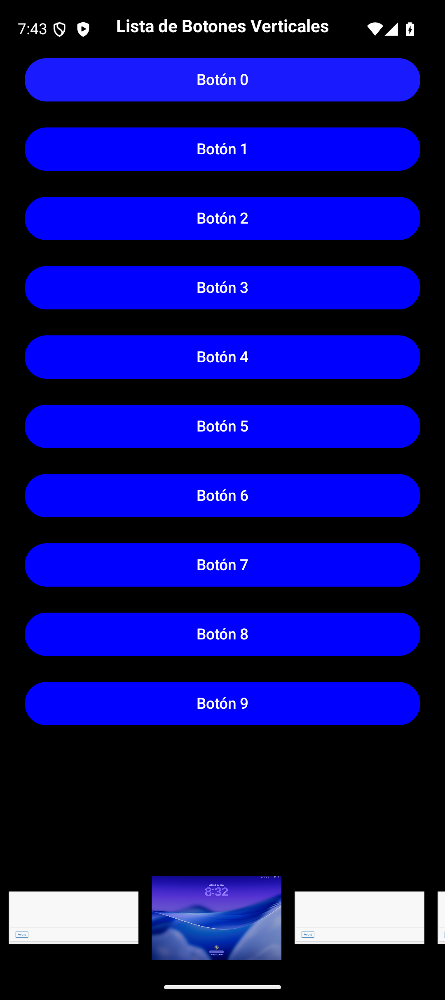 7:43
Lista de Botones Verticales
Botón 0
Botón 1
Botón 2
Botón 3
Botón 4
Botón 5
Botón 6
Botón 7
Botón 8
Botón 9
8:32
Refund
Refund